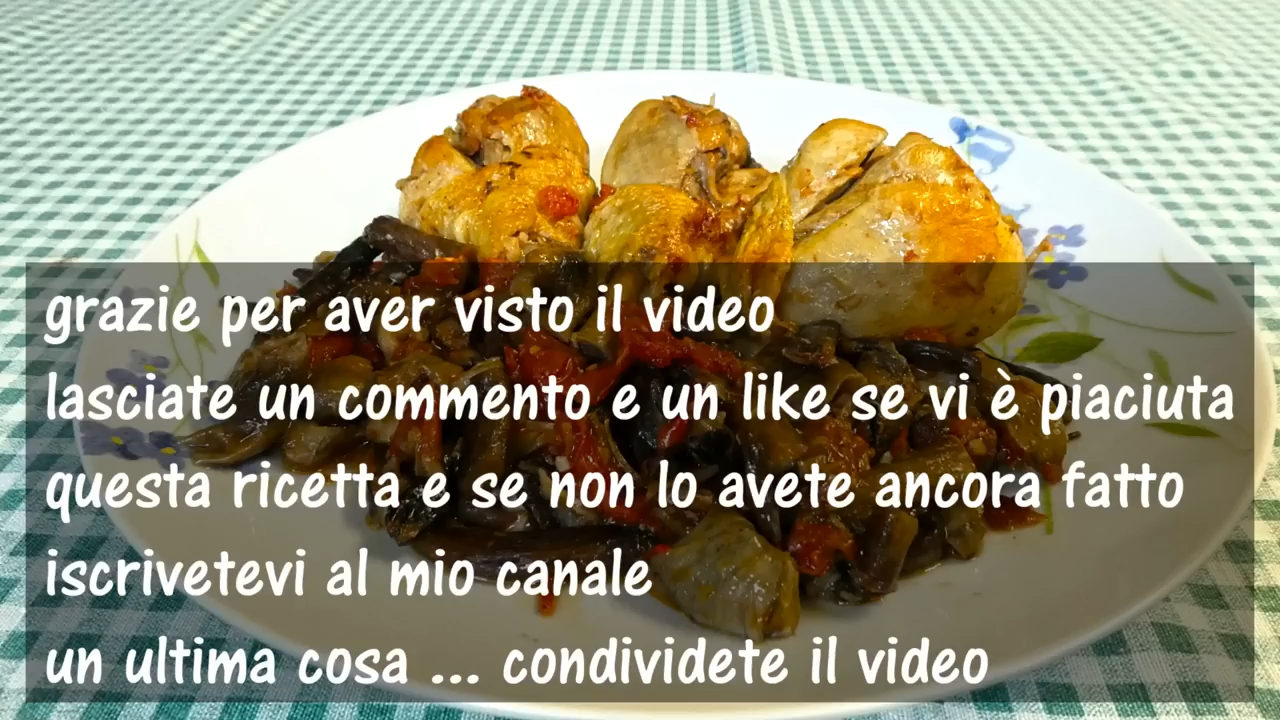 grazie per aver visto il video
lasciate un commento e un like se vi è piaciuta
questa ricetta e se non lo avete ancora fatto
iscrivetevi al mio canale
un ultima cosa ... condividete il video